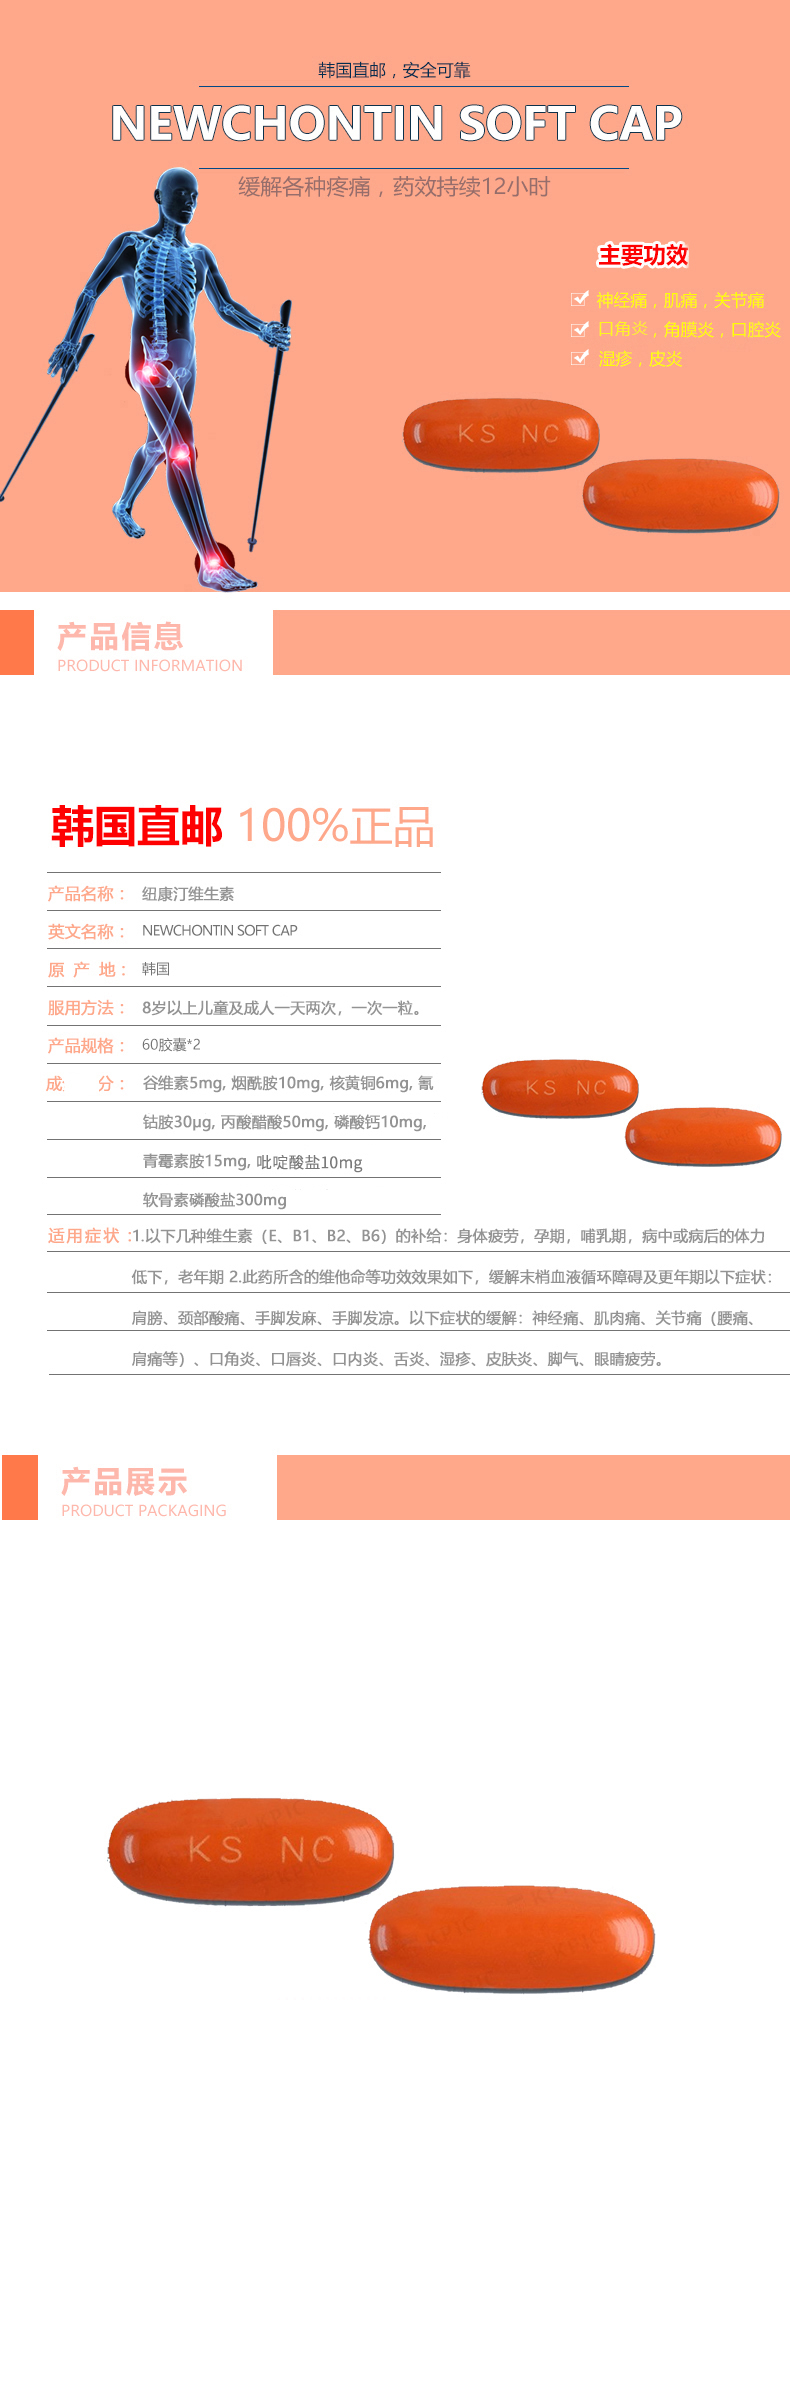 韩国直邮，安全可靠
NEWCHONTIN SOFT CAP
缓解各种疼痛，药效持续12小时
主要功效
神经痛，肌痛，关节痛
口角炎，角膜炎，口腔炎
湿疹，皮炎
KS NC
产品信息
PRODUCT INFORMATION
韩国直邮 100%正品
产品名称： 纽康汀维生素
英文名称： NEWCHONTIN SOFT CAP
原 产 地： 韩国
服用方法： 8岁以上儿童及成人一天两次，一次一粒。
产品规格： 60胶囊*2
成 分： 谷维素5mg, 烟酰胺10mg, 核黄铜6mg, 氰
钴胺30μg, 丙酸醋酸50mg, 磷酸钙10mg,
青霉素胺15mg, 吡啶酸盐10mg
软骨素磷酸盐300mg
KS NC
适用症状：1.以下几种维生素（E、B1、B2、B6）的补给：身体疲劳，孕期，哺乳期，病中或病后的体力
低下，老年期 2.此药所含的维他命等功效效果如下，缓解末梢血液循环障碍及更年期以下症状：
肩膀、颈部酸痛、手脚发麻、手脚发凉。以下症状的缓解：神经痛、肌肉痛、关节痛（腰痛、
肩痛等）、口角炎、口唇炎、口内炎、舌炎、湿疹、皮肤炎、脚气、眼睛疲劳。
产品展示
PRODUCT PACKAGING
KS NC